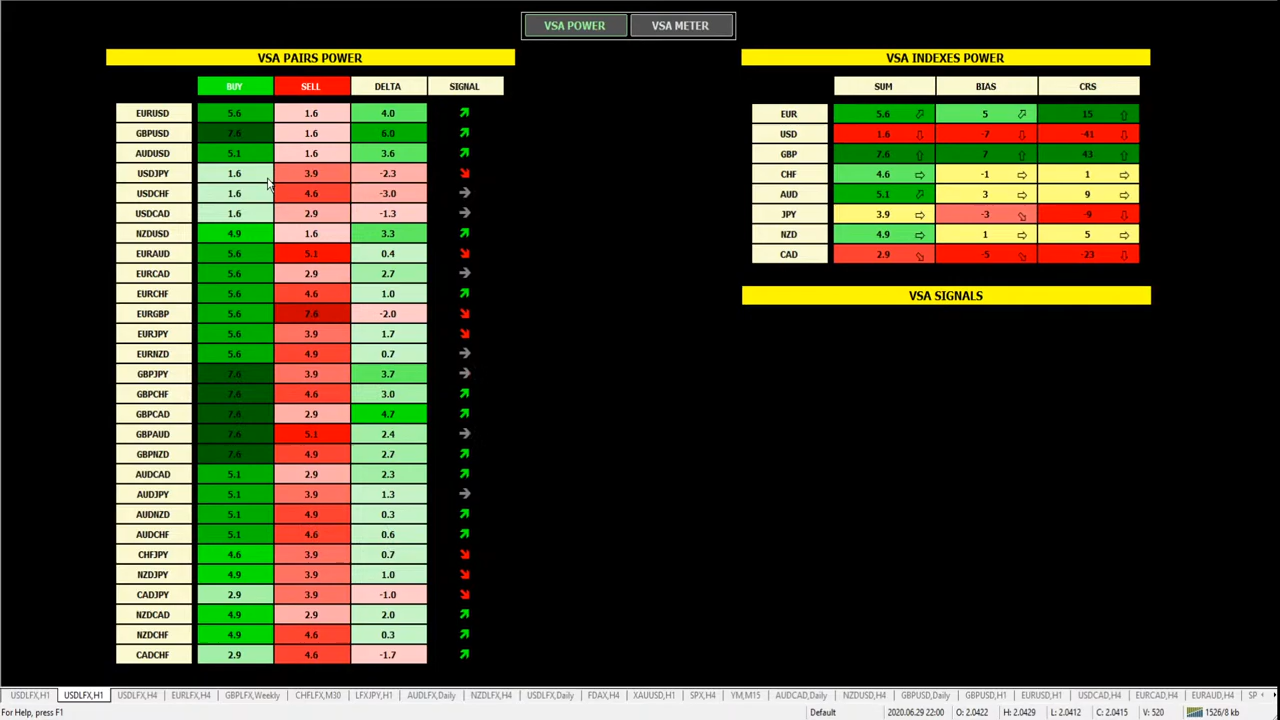 VSA POWER VSA METER
VSA PAIRS POWER
BUY SELL DELTA SIGNAL
EURUSD 5.6 1.6 4.0
GBPUSD 7.6 1.6 6.0
AUDUSD 5.1 1.6 3.6
USDJPY 1.6 3.9 -2.3
USDCHF 1.6 4.6 -3.0
USDCAD 1.6 2.9 -1.3
NZDUSD 4.9 1.6 3.3
EURAUD 5.6 5.1 0.4
EURCAD 5.6 2.9 2.7
EURCHF 5.6 4.6 1.0
EURGBP 5.6 7.6 -2.0
EURJPY 5.6 3.9 1.7
EURNZD 5.6 4.9 0.7
GBPJPY 7.6 3.9 3.7
GBPCHF 7.6 4.6 3.0
GBPCAD 7.6 2.9 4.7
GBPAUD 7.6 5.1 2.4
GBPNZD 7.6 4.9 2.7
AUDCAD 5.1 2.9 2.3
AUDJPY 5.1 3.9 1.3
AUDNZD 5.1 4.9 0.3
AUDCHF 5.1 4.6 0.6
CHFJPY 4.6 3.9 0.7
NZDJPY 4.9 3.9 1.0
CADJPY 2.9 3.9 -1.0
NZDCAD 4.9 2.9 2.0
NZDCHF 4.9 4.6 0.3
CADCHF 2.9 4.6 -1.7
VSA INDEXES POWER
SUM BIAS CRS
EUR 5.6 5 15
USD 1.6 -7 -41
GBP 7.6 7 43
CHF 4.6 -1 1
AUD 5.1 3 9
JPY 3.9 -3 -9
NZD 4.9 1 5
CAD 2.9 -5 -23
VSA SIGNALS
USDLFX,H1 USDLFX,H1 USDLFX,H4 EURLFX,H4 GBPLFX,Weekly CHFLFX,M30 LFXJPY,H1 AUDLFX,Daily NZDLFX,H4 USDLFX,Daily FDAX,H4 XAUUSD,H1 SPX,H4 YM,M15 AUDCAD,Daily NZDUSD,H4 GBPUSD,Daily GBPUSD,H1 EURUSD,H1 USDCAD,H4 EURCAD,H4 EURAUD,H4 SP
For Help, press F1 Default 2020.06.29 22:00 O: 2.0422 H: 2.0429 L: 2.0412 C: 2.0415 V: 520 1526/8 kb